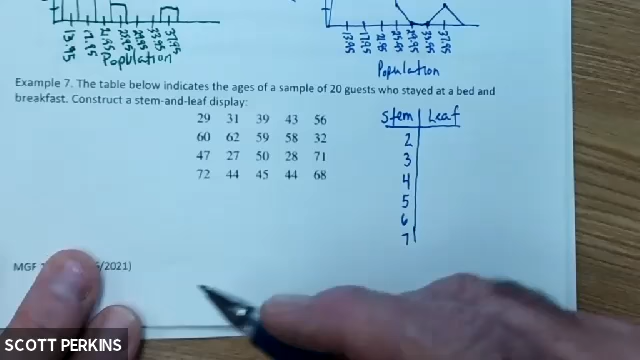 13.95 17.95 21.95 25.95 29.95 33.95 37.95
13.95 17.95 21.95 25.95 29.95 33.95 37.95
Population
Population
Example 7. The table below indicates the ages of a sample of 20 guests who stayed at a bed and
breakfast. Construct a stem-and-leaf display:
29 31 39 43 56
60 62 59 58 32
47 27 50 28 71
72 44 45 44 68
Stem Leaf
2
3
4
5
6
7
MGF /2021)
SCOTT PERKINS